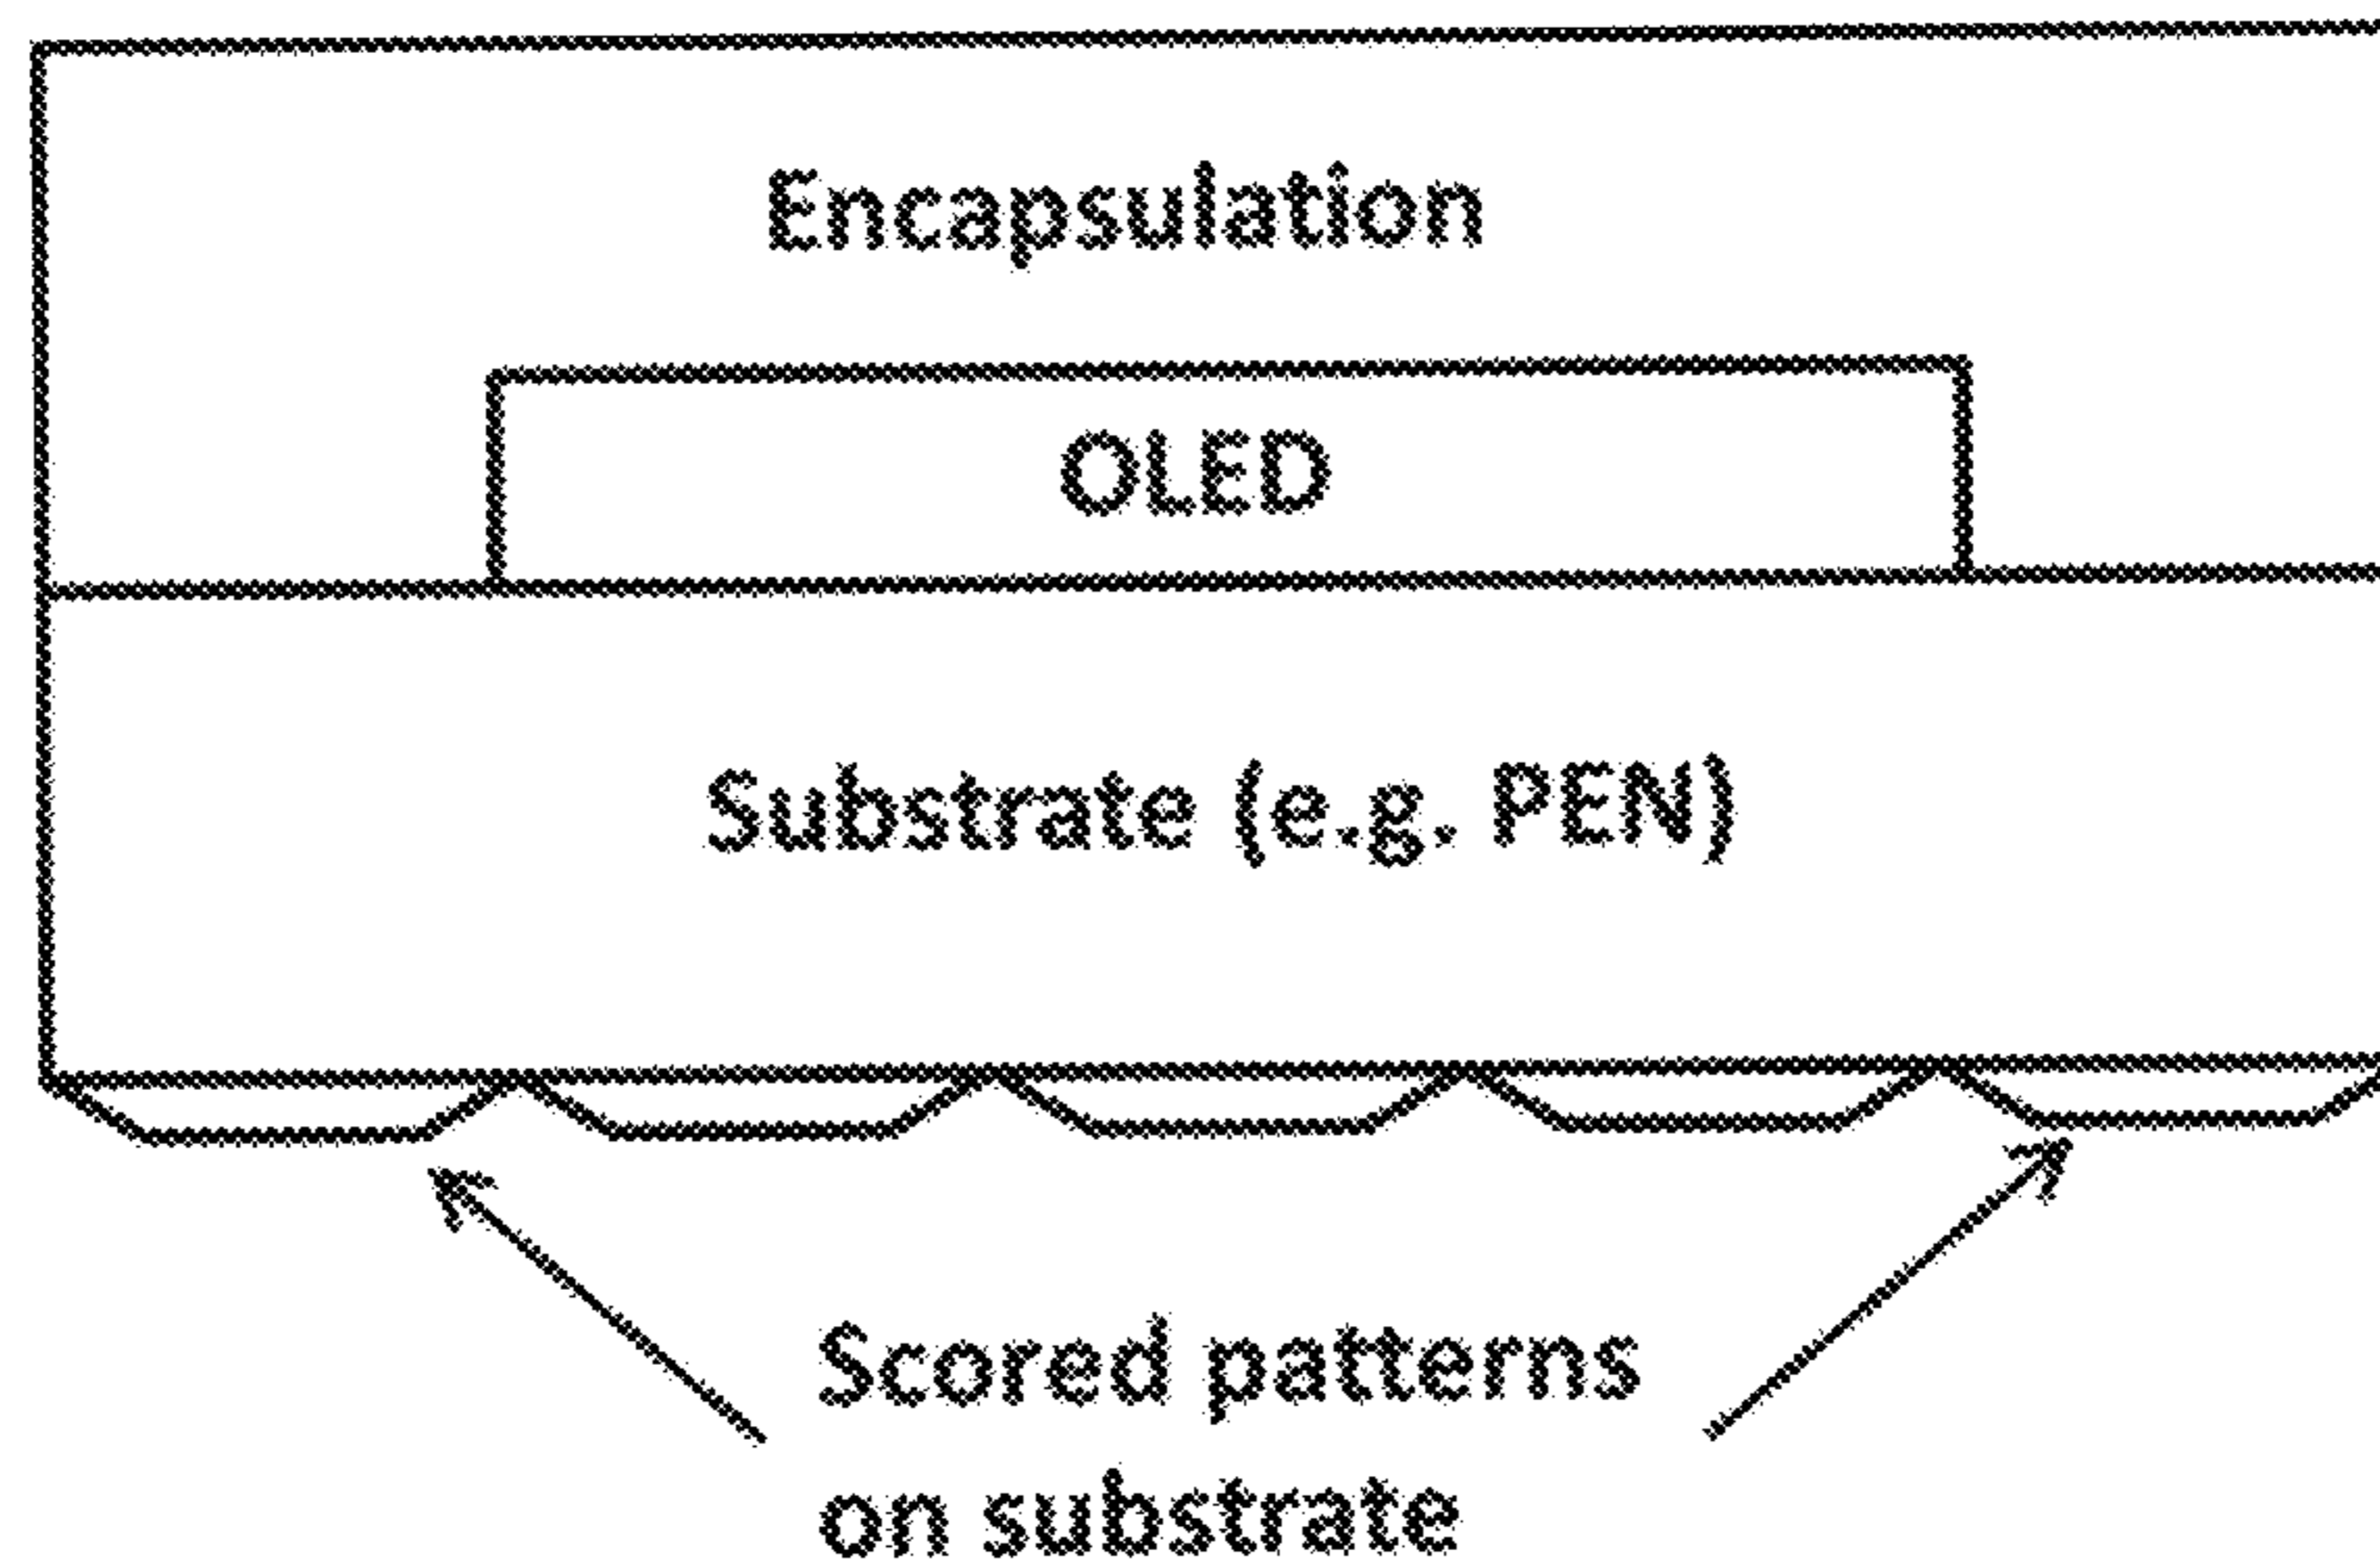 Encapsulation
OLED
Substrate (e.g. PEN)
Scored patterns
on substrate